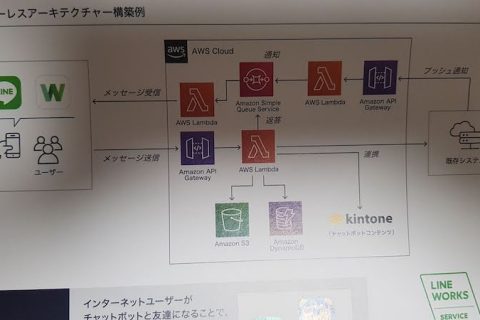 ーレスアーキテクチャー構築例
aws
AWS Cloud
通知
プッシュ通知
LINE
W
メッセージ受信
AWS Lambda
Amazon Simple
Queue Service
AWS Lambda
Amazon API
Gateway
返答
ユーザー
メッセージ送信
Amazon API
Gateway
AWS Lambda
連携
既存システム
Amazon S3
Amazon
DynamoDB
kintone
[チャットボットコンテンツ]
インターネットユーザーが
チャットボットと友達になることで、
LINE
WORKS
SERVICE